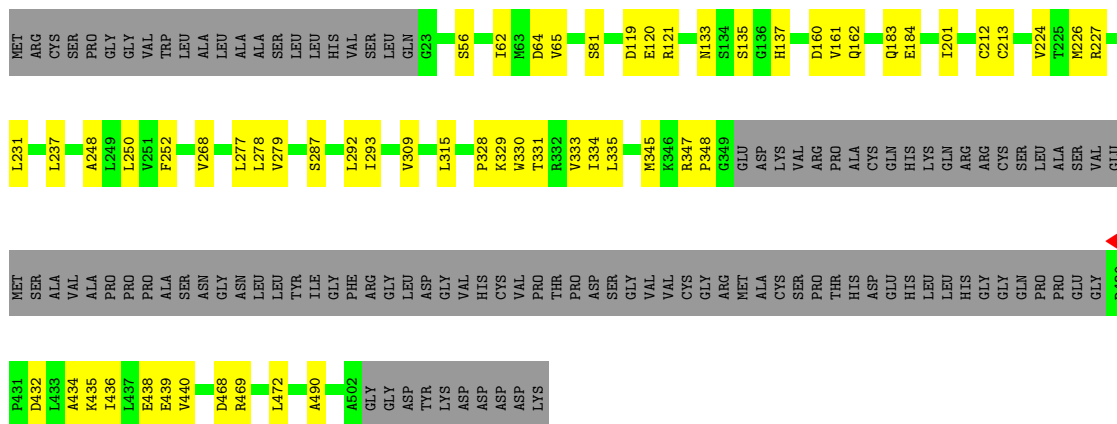 MET ARG CYS SER PRO GLY GLY VAL TRP LEU ALA LEU ALA ALA SER LEU LEU HIS VAL SER LEU GLN G23 S56 I62 M63 D64 V65 S81 D119 E120 R121 N133 S134 S135 G136 H137 D160 V161 Q162 Q183 E184 I201 C212 C213 V224 T225 M226 R227
L231 L237 A248 L249 L250 V251 F252 V268 L277 L278 V279 S287 L292 I293 V309 L315 P328 K329 W330 T331 R332 V333 I334 L335 M345 K346 R347 P348 G349 GLU ASP LYS VAL ARG PRO ALA CYS GLN HIS LYS GLN ARG ARG CYS SER LEU ALA SER VAL GLU
MET SER ALA VAL ALA PRO PRO PRO ALA SER ASN GLY ASN LEU LEU TYR ILE GLY PHE ARG GLY LEU ASP GLY VAL HIS CYS VAL PRO THR PRO ASP SER GLY VAL VAL CYS GLY ARG MET ALA CYS SER PRO THR HIS ASP GLU HIS LEU LEU HIS GLY GLY GLN PRO PRO GLU GLY
P431 D432 L433 A434 K435 I436 L437 E438 E439 V440 D468 R469 L472 A490 A502 GLY GLY ASP TYR LYS ASP ASP ASP ASP LYS